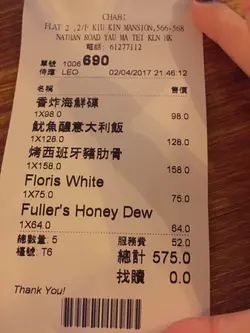 CHAH!
FLAT 2 ,2/F KIU KIN MANSION,566-568
NATHAN ROAD YAU MA TEI KLN HK
電話: 61277112
單號 1006 690
侍應 LEO 02/04/2017 21:46:12
名稱 售價
香炸海鮮碟
1X98.0 98.0
魷魚釀意大利飯
1X128.0 128.0
烤西班牙豬肋骨
1X158.0 158.0
Floris White
1X75.0 75.0
Fuller's Honey Dew
1X64.0 64.0
總數量: 5 服務費 52.0
檯號: T6 總計 575.0
找贖 0.0
Thank You!